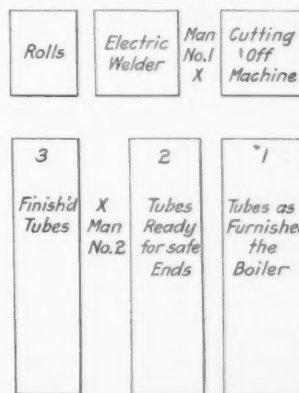 Rolls
Electric
Welder
Man
No.1
X
Cutting
Off
Machine
3
Finish'd
Tubes
X
Man
No.2
2
Tubes
Ready
for safe
Ends
1
Tubes as
Furnished
the
Boiler